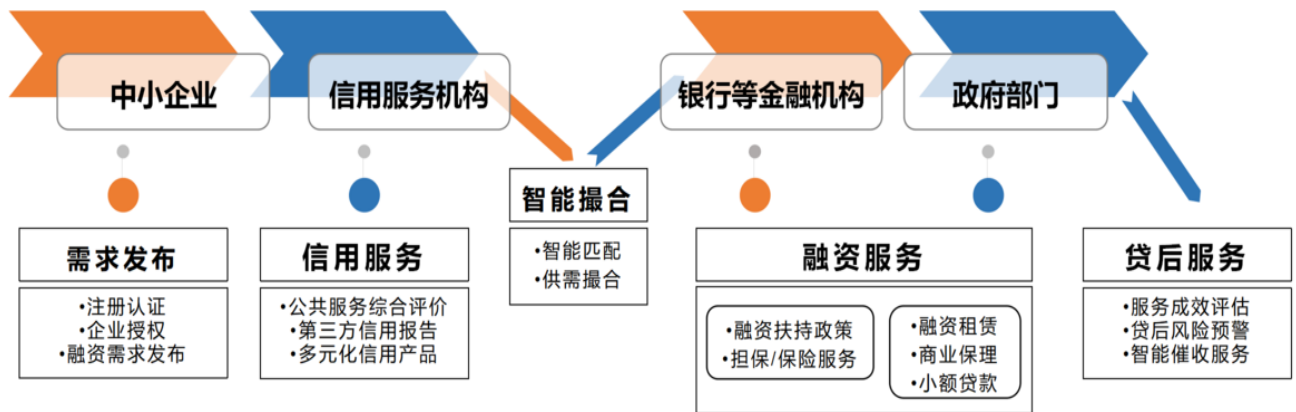 中小企业
信用服务机构
银行等金融机构
政府部门
需求发布
•注册认证
•企业授权
•融资需求发布
信用服务
•公共服务综合评价
•第三方信用报告
•多元化信用产品
智能撮合
•智能匹配
•供需撮合
融资服务
•融资扶持政策
•担保/保险服务
•融资租赁
•商业保理
•小额贷款
贷后服务
•服务成效评估
•贷后风险预警
•智能催收服务